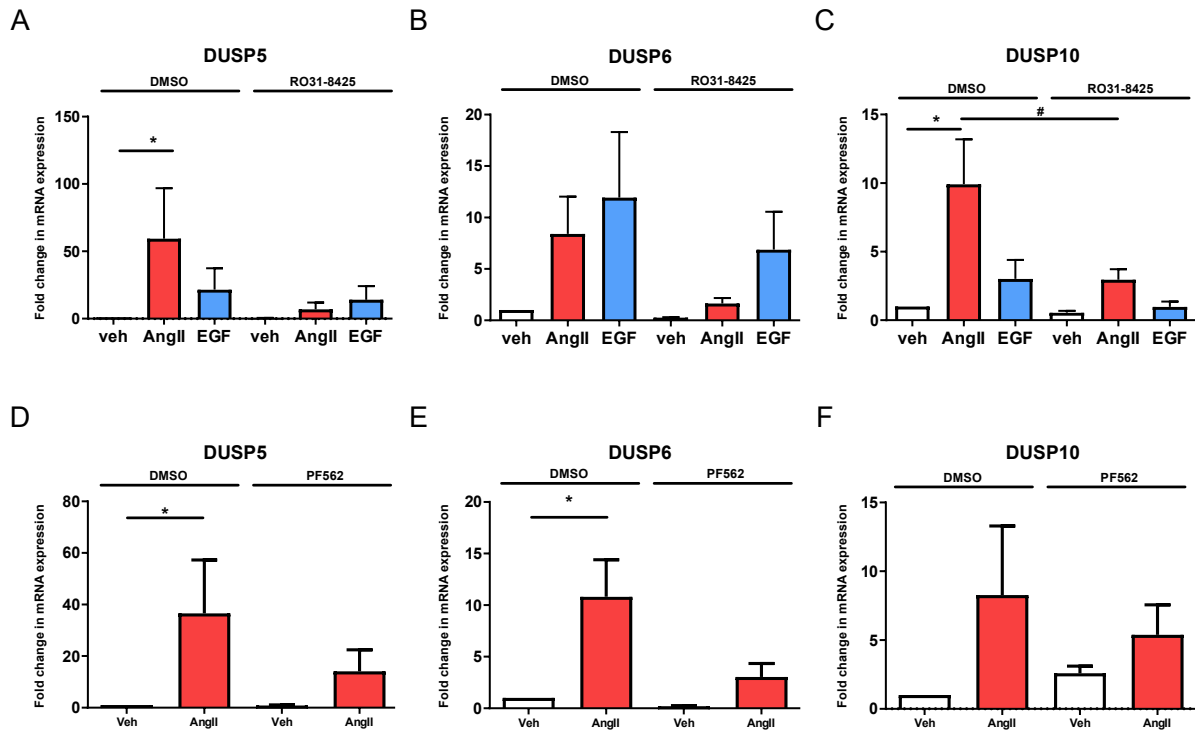 A
DUSP5
DMSO RO31-8425
Fold change in mRNA expression
150
100
50
0
*
veh AngII EGF veh AngII EGF
B
DUSP6
DMSO RO31-8425
Fold change in mRNA expression
20
15
10
5
0
veh AngII EGF veh AngII EGF
C
DUSP10
DMSO RO31-8425
Fold change in mRNA expression
15
10
5
0
* #
veh AngII EGF veh AngII EGF
D
DUSP5
DMSO PF562
Fold change in mRNA expression
80
60
40
20
0
*
Veh AngII Veh AngII
E
DUSP6
DMSO PF562
Fold change in mRNA expression
20
15
10
5
0
*
Veh AngII Veh AngII
F
DUSP10
DMSO PF562
Fold change in mRNA expression
15
10
5
0
Veh AngII Veh AngII